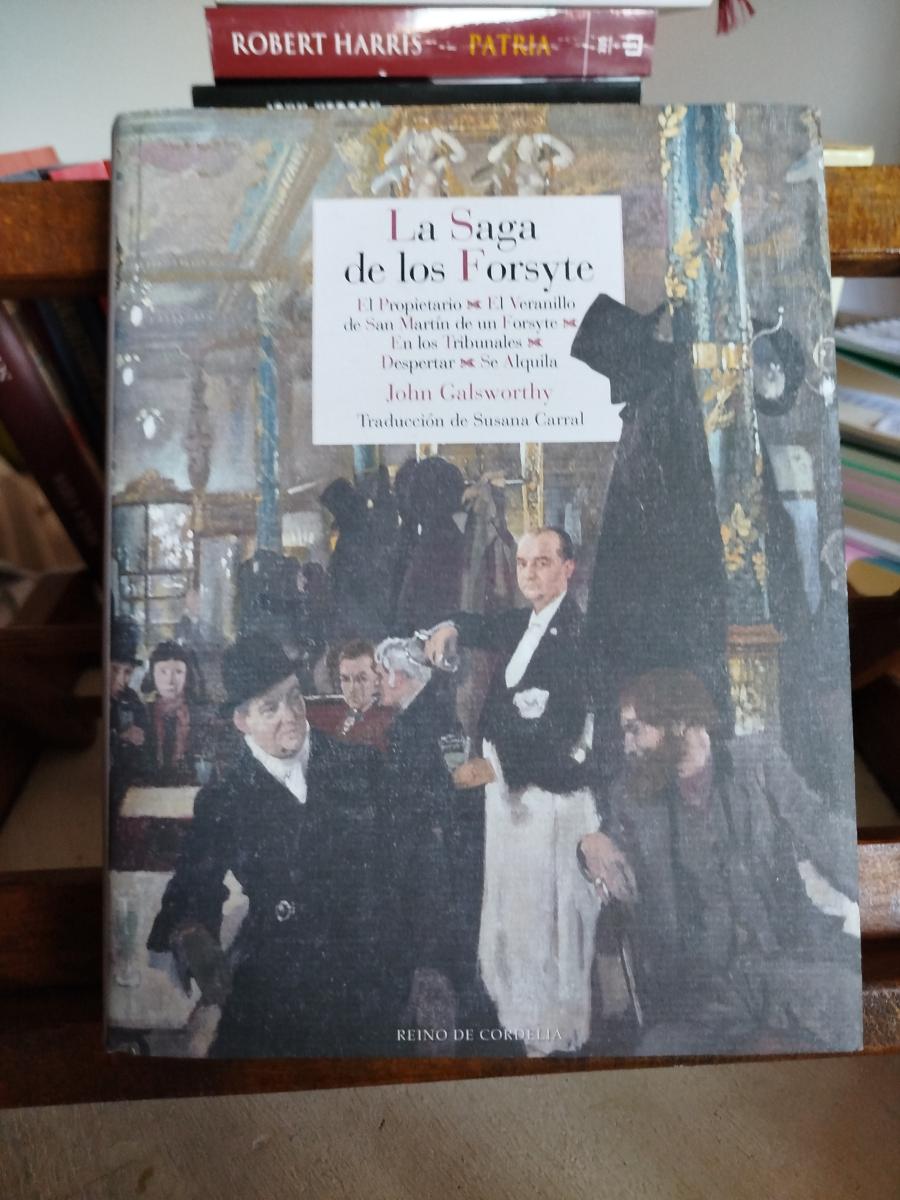 ROBERT HARRIS PATRIA
La Saga
de los Forsyte
El Propietario El Veranillo
de San Martín de un Forsyte
En los Tribunales
Despertar Se Alquila
John Galsworthy
Traducción de Susana Carral
REINO DE CORDELIA